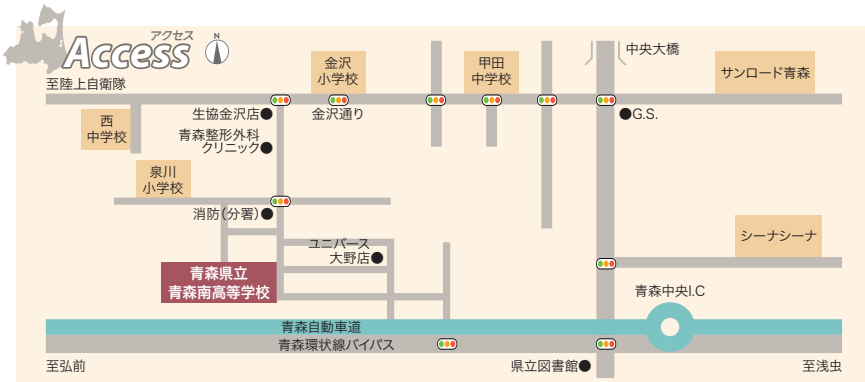 アクセス
Access
N
中央大橋
金沢
小学校
甲田
中学校
サンロード青森
至陸上自衛隊
生協金沢店●
金沢通り
●G.S.
西
中学校
青森整形外科
クリニック●
泉川
小学校
消防(分署)●
ユニバース
大野店●
シーナシーナ
青森県立
青森南高等学校
青森中央I.C
青森自動車道
青森環状線バイパス
至弘前
県立図書館●
至浅虫